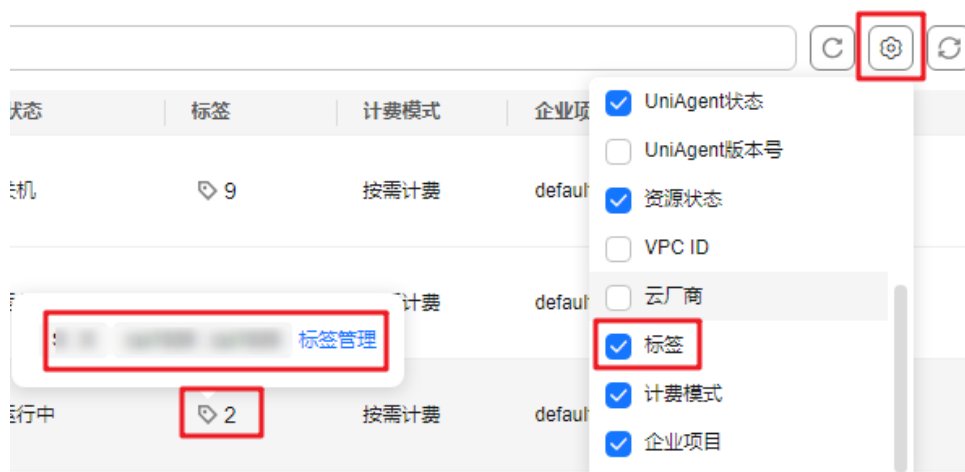 状态 标签 计费模式 企业项
UniAgent状态
UniAgent版本号
资源状态
VPC ID
云厂商
标签
计费模式
企业项目
关机 9 按需计费 defaul
计费 defaul
标签管理
运行中 2 按需计费 defaul